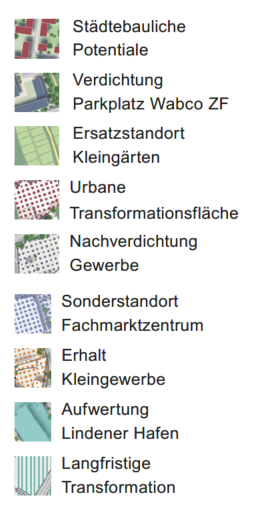 Städtebauliche
Potentiale
Verdichtung
Parkplatz Wabco ZF
Ersatzstandort
Kleingärten
Urbane
Transformationsfläche
Nachverdichtung
Gewerbe
Sonderstandort
Fachmarktzentrum
Erhalt
Kleingewerbe
Aufwertung
Lindener Hafen
Langfristige
Transformation